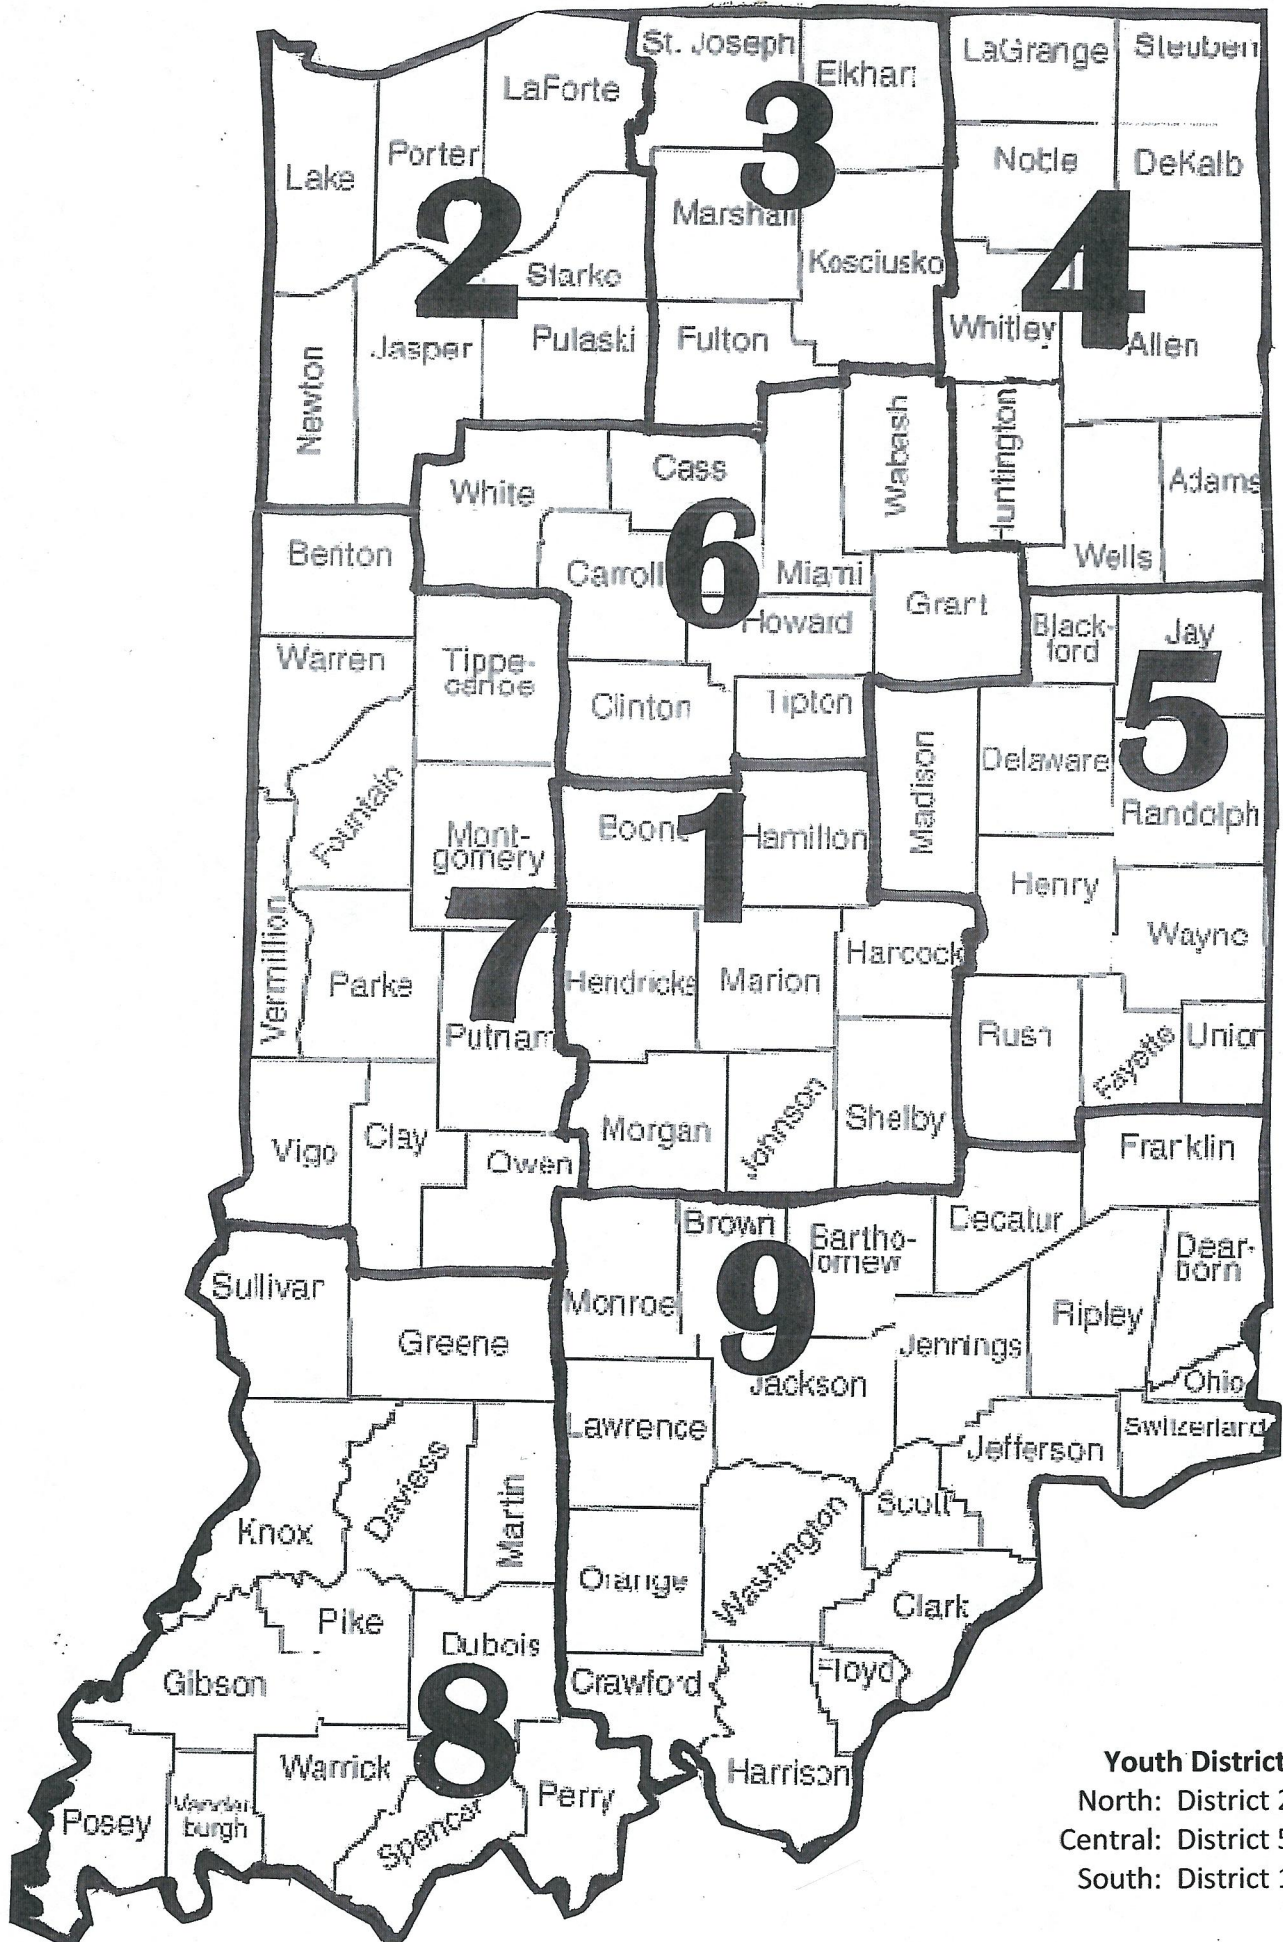 St. Joseph
LaGrange
Steuben
Elkhart
LaPorte
3
Porter
Noble
DeKalb
Lake
Marshall
2
4
Kosciusko
Starke
Whitley
Pulaski
Fulton
Jasper
Allen
Newton
Wabash
Huntington
Cass
White
Adams
6
Benton
Wells
Carroll
Miami
Grant
Howard
Black-
ford
Jay
Warren
Tippe-
canoe
5
Clinton
Tipton
Madison
Delaware
Fountain
Randolph
Boone
1
Hamilton
Mont-
gomery
Henry
7
Wayne
Vermillion
Hancock
Parke
Hendricks
Marion
Putnam
Rush
Union
Fayette
Johnson
Shelby
Morgan
Clay
Vigo
Franklin
Owen
Decatur
Brown
Bartho-
lomew
Dear-
born
9
Sullivan
Monroe
Ripley
Greene
Jennings
Jackson
Ohio
Lawrence
Switzerland
Jefferson
Daviess
Martin
Scott
Knox
Washington
Orange
Clark
Pike
Dubois
Floyd
Gibson
Crawford
8
Warrick
Harrison
Perry
Posey
Vander-
burgh
Spencer
Youth District
North: District 2
Central: District 5
South: District 1